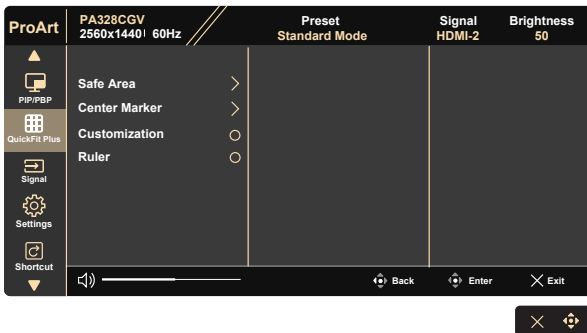 ProArt
PA328CGV
2560x1440 60Hz
Preset
Standard Mode
Signal
HDMI-2
Brightness
50
PIP/PBP
QuickFit Plus
Signal
Settings
Shortcut
Safe Area
Center Marker
Customization
Ruler
Back
Enter
Exit